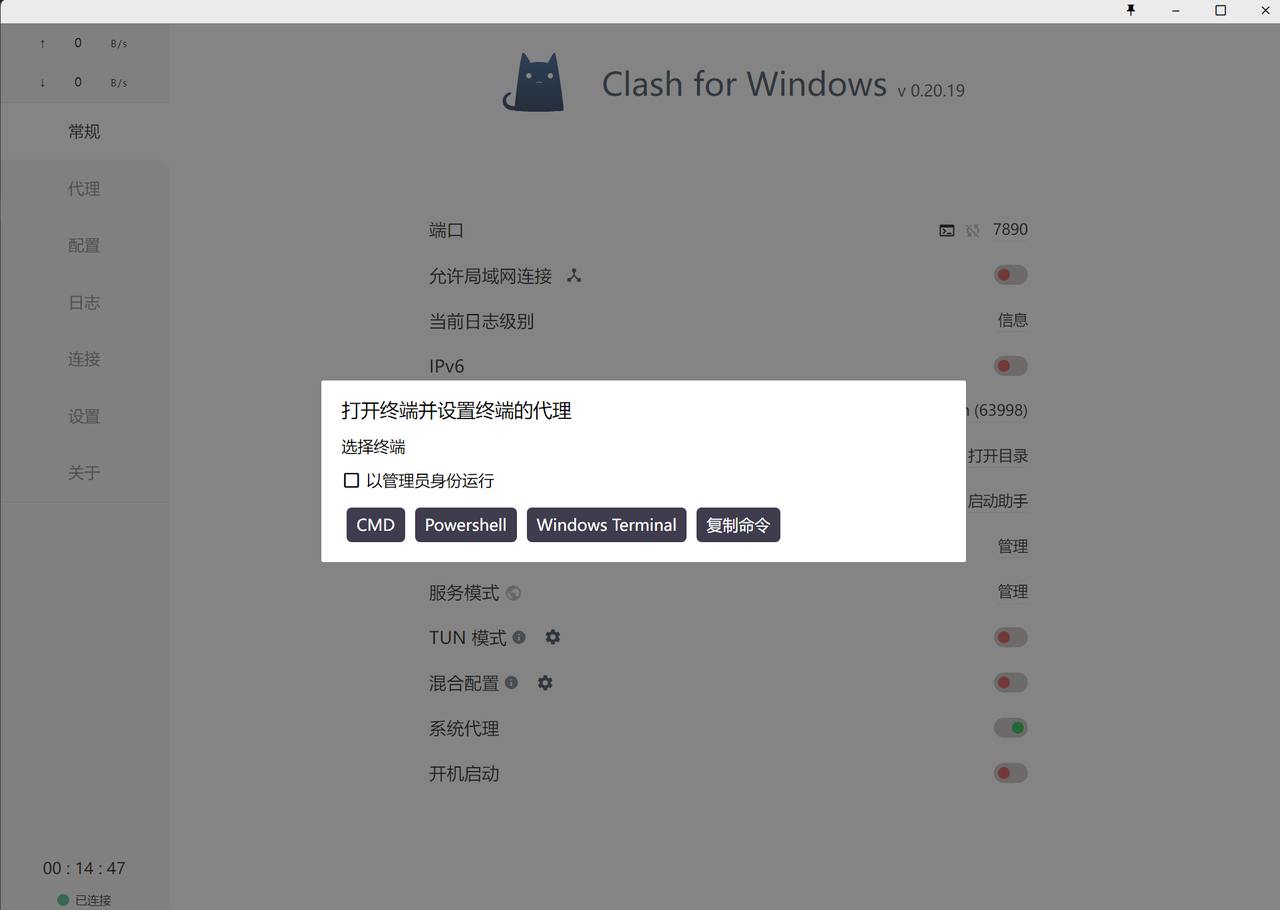 ↑ 0 B/s
↓ 0 B/s
常规
代理
配置
日志
连接
设置
关于
00 : 14 : 47
已连接
Clash for Windows v 0.20.19
端口 7890
允许局域网连接
当前日志级别 信息
IPv6
(63998)
打开目录
启动助手
管理
打开终端并设置终端的代理
选择终端
以管理员身份运行
CMD Powershell Windows Terminal 复制命令
服务模式 管理
TUN 模式
混合配置
系统代理
开机启动